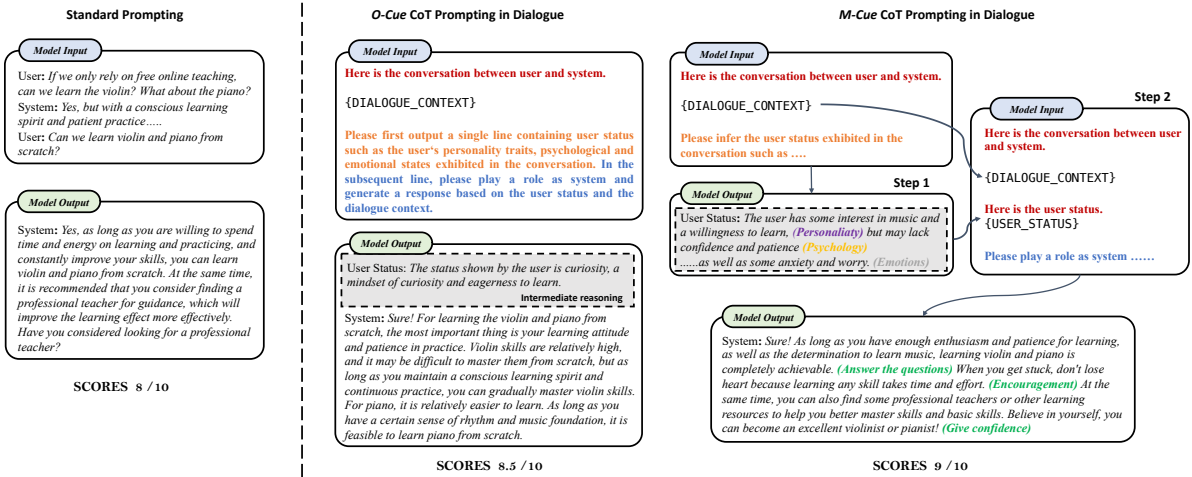 Standard Prompting
Model Input
User: If we only rely on free online teaching,
can we learn the violin? What about the piano?
System: Yes, but with a conscious learning
spirit and patient practice.....
User: Can we learn violin and piano from
scratch?
Model Output
System: Yes, as long as you are willing to spend
time and energy on learning and practicing, and
constantly improve your skills, you can learn
violin and piano from scratch. At the same time,
it is recommended that you consider finding a
professional teacher for guidance, which will
improve the learning effect more effectively.
Have you considered looking for a professional
teacher?
SCORES 8 / 10
O-Cue CoT Prompting in Dialogue
Model Input
Here is the conversation between user and system.
{DIALOGUE_CONTEXT}
Please first output a single line containing user status
such as the user's personality traits, psychological and
emotional states exhibited in the conversation. In the
subsequent line, please play a role as system and
generate a response based on the user status and the
dialogue context.
Model Output
User Status: The status shown by the user is curiosity, a
mindset of curiosity and eagerness to learn.
Intermediate reasoning
System: Sure! For learning the violin and piano from
scratch, the most important thing is your learning attitude
and patience in practice. Violin skills are relatively high,
and it may be difficult to master them from scratch, but as
long as you maintain a conscious learning spirit and
continuous practice, you can gradually master violin skills.
For piano, it is relatively easier to learn. As long as you
have a certain sense of rhythm and music foundation, it is
feasible to learn piano from scratch.
SCORES 8.5 / 10
M-Cue CoT Prompting in Dialogue
Model Input
Here is the conversation between user and system.
{DIALOGUE_CONTEXT}
Please infer the user status exhibited in the
conversation such as ….
Step 1
Model Output
User Status: The user has some interest in music and
a willingness to learn, (Personaliaty) but may lack
confidence and patience (Psychology)
......as well as some anxiety and worry. (Emotions)
Step 2
Model Input
Here is the conversation between user
and system.
{DIALOGUE_CONTEXT}
Here is the user status.
{USER_STATUS}
Please play a role as system ……
Model Output
System: Sure! As long as you have enough enthusiasm and patience for learning,
as well as the determination to learn music, learning violin and piano is
completely achievable. (Answer the questions) When you get stuck, don't lose
heart because learning any skill takes time and effort. (Encouragement) At the
same time, you can also find some professional teachers or other learning
resources to help you better master skills and basic skills. Believe in yourself, you
can become an excellent violinist or pianist! (Give confidence)
SCORES 9 / 10